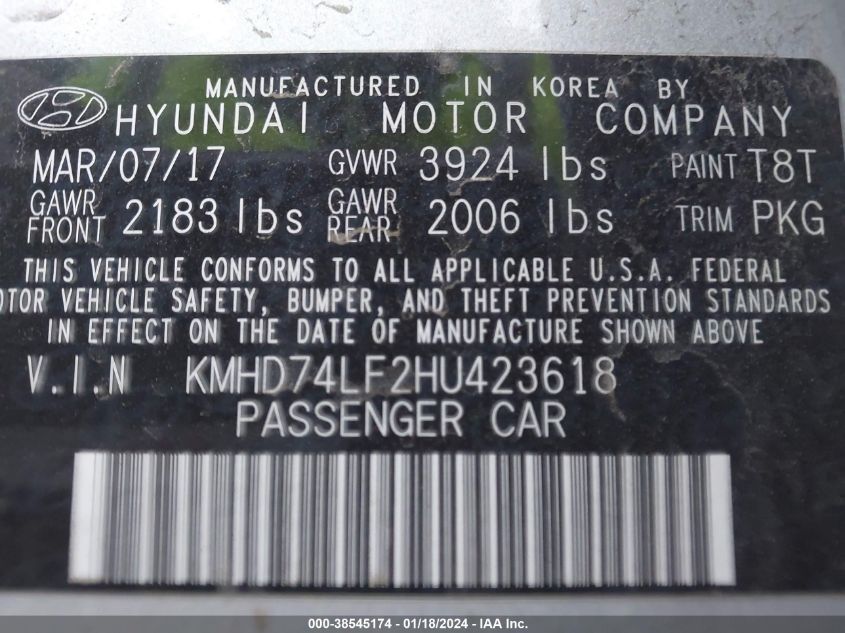 MANUFACTURED IN KOREA BY
HYUNDAI MOTOR COMPANY
MAR/07/17 GVWR 3924 lbs PAINT T8T
GAWR FRONT 2183 lbs GAWR REAR 2006 lbs TRIM PKG
THIS VEHICLE CONFORMS TO ALL APPLICABLE U.S.A. FEDERAL
OTOR VEHICLE SAFETY, BUMPER, AND THEFT PREVENTION STANDARDS
IN EFFECT ON THE DATE OF MANUFACTURE SHOWN ABOVE
V.I.N KMHD74LF2HU423618
PASSENGER CAR
000-38545174 - 01/18/2024 - IAA Inc.